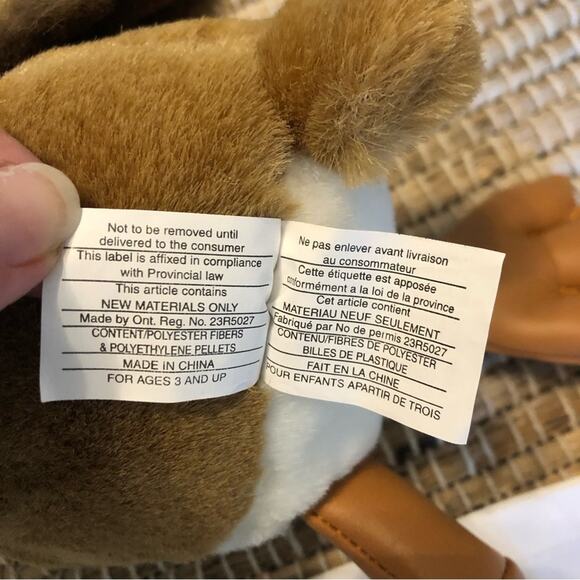 Not to be removed until
delivered to the consumer
This label is affixed in compliance
with Provincial law
This article contains
NEW MATERIALS ONLY
Made by Ont. Reg. No. 23R5027
CONTENT/POLYESTER FIBERS
& POLYETHYLENE PELLETS
MADE IN CHINA
FOR AGES 3 AND UP
Ne pas enlever avant livraison
au consommateur
Cette étiquette est apposée
conformément a la loi de la province
Cet article contient
MATERIAU NEUF SEULEMENT
Fabriqué par No de permis 23R5027
CONTENU/FIBRES DE POLYESTER
BILLES DE PLASTIQUE
FAIT EN LA CHINE
POUR ENFANTS APARTIR DE TROIS